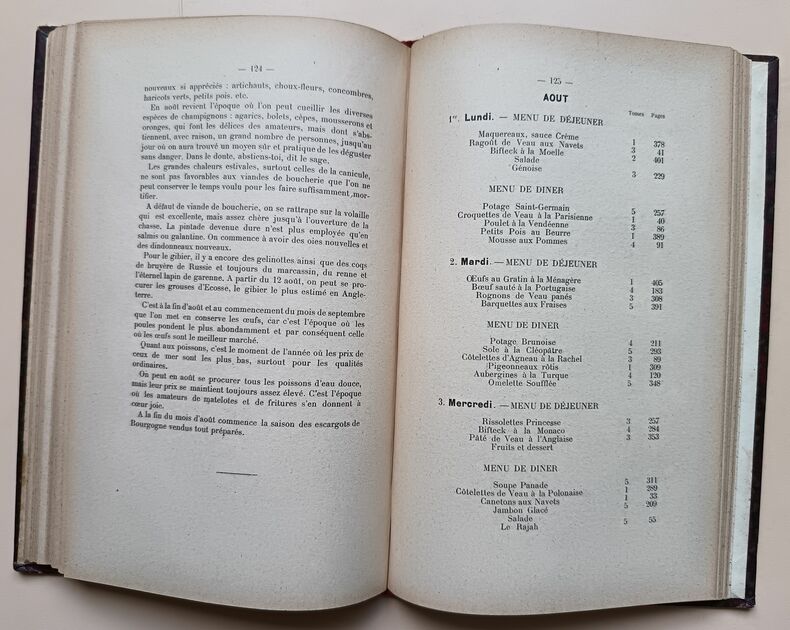 — 124 —
nouveaux si appréciés : artichauts, choux-fleurs, concombres,
haricots verts, petits pois. etc.
En août revient l'époque où l'on peut cueillir les diverses
espèces de champignons : agarics, bolets, cèpes, mousserons et
oronges, qui font les délices des amateurs, mais dont s'abs-
tiennent, avec raison, un grand nombre de personnes, jusqu'au
jour où on aura trouvé un moyen sûr et pratique de les déguster
sans danger. Dans le doute, abstiens-toi, dit le sage.
Les grandes chaleurs estivales, surtout celles de la canicule,
ne sont pas favorables aux viandes de boucherie que l'on ne
peut conserver le temps voulu pour les faire suffisamment mor-
tifier.
A défaut de viande de boucherie, on se rattrape sur la volaille
qui est excellente, mais assez chère jusqu'à l'ouverture de la
chasse. La pintade devenue dure n'est plus employée qu'en
salmis ou galantine. On commence à avoir des oies nouvelles et
des dindonneaux nouveaux.
Pour le gibier, il y a encore des gelinottes ainsi que des coqs
de bruyère de Russie et toujours du marcassin, du renne et
l'éternel lapin de garenne. A partir du 12 août, on peut se pro-
curer les grouses d'Ecosse, le gibier le plus estimé en Angle-
terre.
C'est à la fin d'août et au commencement du mois de septembre
que l'on met en conserve les œufs, car c'est l'époque où les
poules pondent le plus abondamment et par conséquent celle
où les œufs sont le meilleur marché.
Quant aux poissons, c'est le moment de l'année où les prix de
ceux de mer sont les plus bas, surtout pour les qualités
ordinaires.
On peut en août se procurer tous les poissons d'eau douce,
mais leur prix se maintient toujours assez élevé. C'est l'époque
où les amateurs de matelotes et de fritures s'en donnent à
cœur joie.
A la fin du mois d'août commence la saison des escargots de
Bourgogne vendus tout préparés.
— 125 —
AOUT
Tomes Pages
1er. Lundi. — MENU DE DÉJEUNER
Maquereaux, sauce Crème 1 378
Ragoût de Veau aux Navets 3 41
Bifteck à la Moelle 2 401
Salade
Génoise 3 229
MENU DE DINER
Potage Saint-Germain 5 257
Croquettes de Veau à la Parisienne 1 40
Poulet à la Vendéenne 3 86
Petits Pois au Beurre 1 389
Mousse aux Pommes 4 91
2. Mardi. — MENU DE DÉJEUNER
Œufs au Gratin à la Ménagère 1 405
Bœuf sauté à la Portugaise 4 183
Rognons de Veau panés 3 308
Barquettes aux Fraises 5 391
MENU DE DINER
Potage Brunoise 4 211
Sole à la Cléopâtre 5 293
Côtelettes d'Agneau à la Rachel 3 89
Pigeonneaux rôtis 1 309
Aubergines à la Turque 4 120
Omelette Soufflée 5 348
3. Mercredi. — MENU DE DÉJEUNER
Rissolettes Princesse 3 257
Bifteck à la Monaco 4 284
Pâté de Veau à l'Anglaise 3 353
Fruits et dessert
MENU DE DINER
Soupe Panade 5 311
Côtelettes de Veau à la Polonaise 1 289
Canetons aux Navets 1 33
Jambon Glacé 5 209
Salade
Le Rajah 5 55